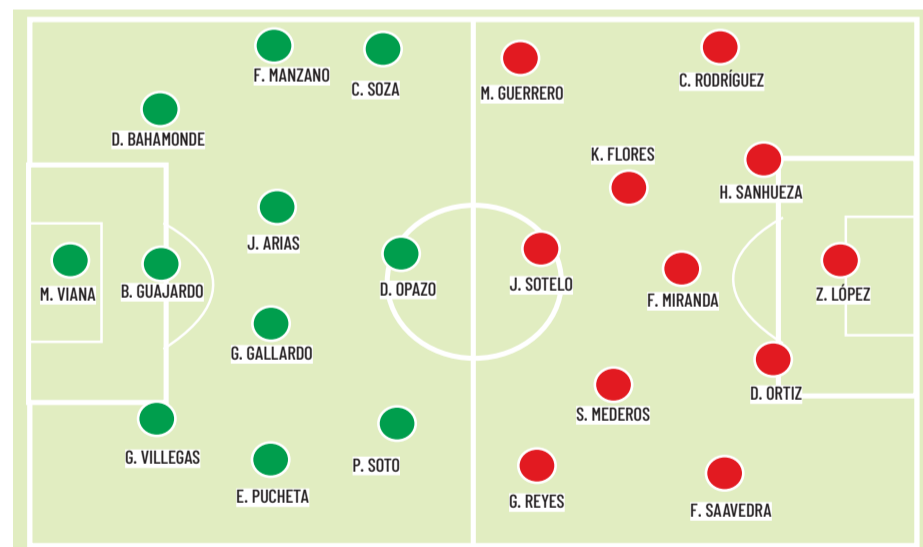 F. MANZANO
C. SOZA
D. BAHAMONDE
J. ARIAS
M. VIANA
B. GUAJARDO
D. OPAZO
G. GALLARDO
G. VILLEGAS
E. PUCHETA
P. SOTO
M. GUERRERO
C. RODRÍGUEZ
K. FLORES
H. SANHUEZA
J. SOTELO
F. MIRANDA
Z. LÓPEZ
S. MEDEROS
D. ORTIZ
G. REYES
F. SAAVEDRA